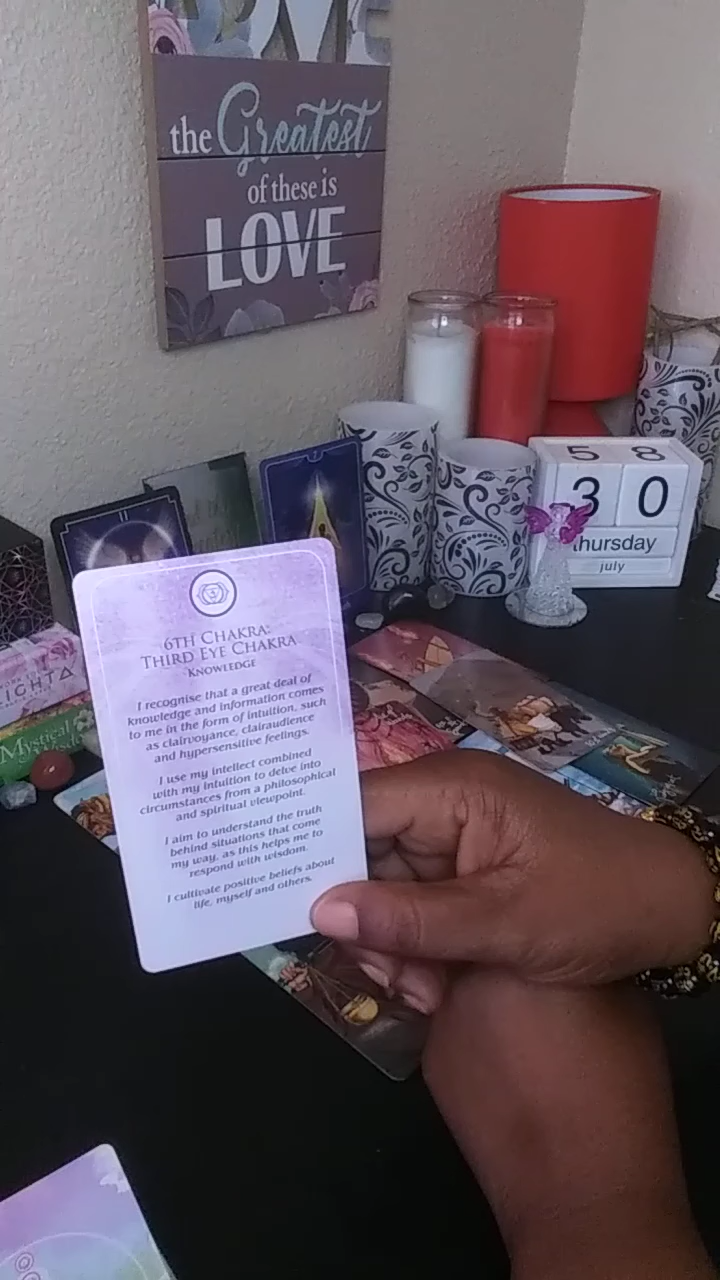 LOVE
the Greatest
of these is
LOVE
5 8
3 0
thursday
july
II
IGHT
Mystical
6TH CHAKRA:
THIRD EYE CHAKRA
KNOWLEDGE
I recognise that a great deal of
knowledge and information comes
to me in the form of intuition, such
as clairvoyance, clairaudience
and hypersensitive feelings.
I use my intellect combined
with my intuition to delve into
circumstances from a philosophical
and spiritual viewpoint.
I aim to understand the truth
behind situations that come
my way, as this helps me to
respond with wisdom.
I cultivate positive beliefs about
life, myself and others.